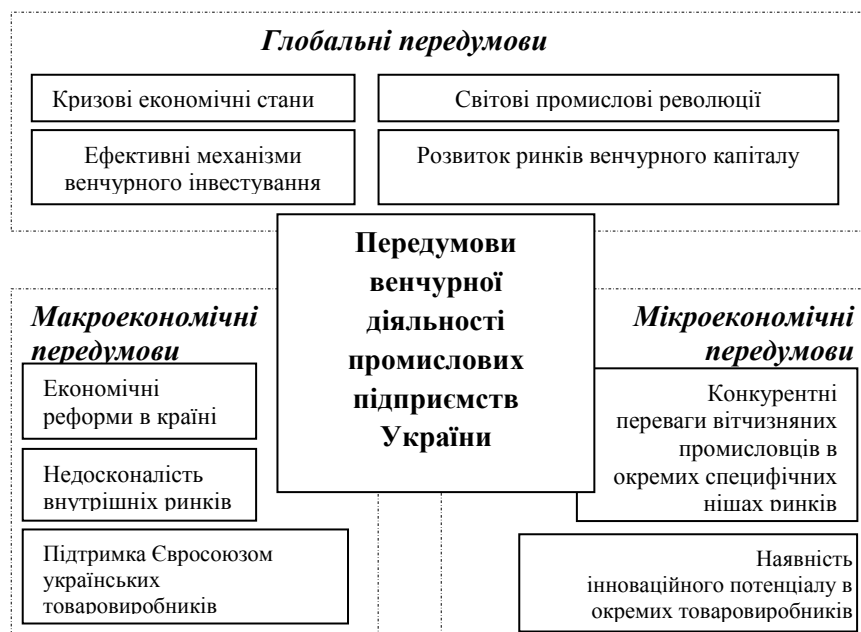 Глобальні передумови
Кризові економічні стани
Світові промислові революції
Ефективні механізми
венчурного інвестування
Розвиток ринків венчурного капіталу
Передумови
венчурної
діяльності
промислових
підприємств
України
Макроекономічні
передумови
Економічні
реформи в країні
Недосконалість
внутрішніх ринків
Підтримка Євросоюзом
українських
товаровиробників
Мікроекономічні
передумови
Конкурентні
переваги вітчизняних
промисловців в
окремих специфічних
нішах ринків
Наявність
інноваційного потенціалу в
окремих товаровиробників